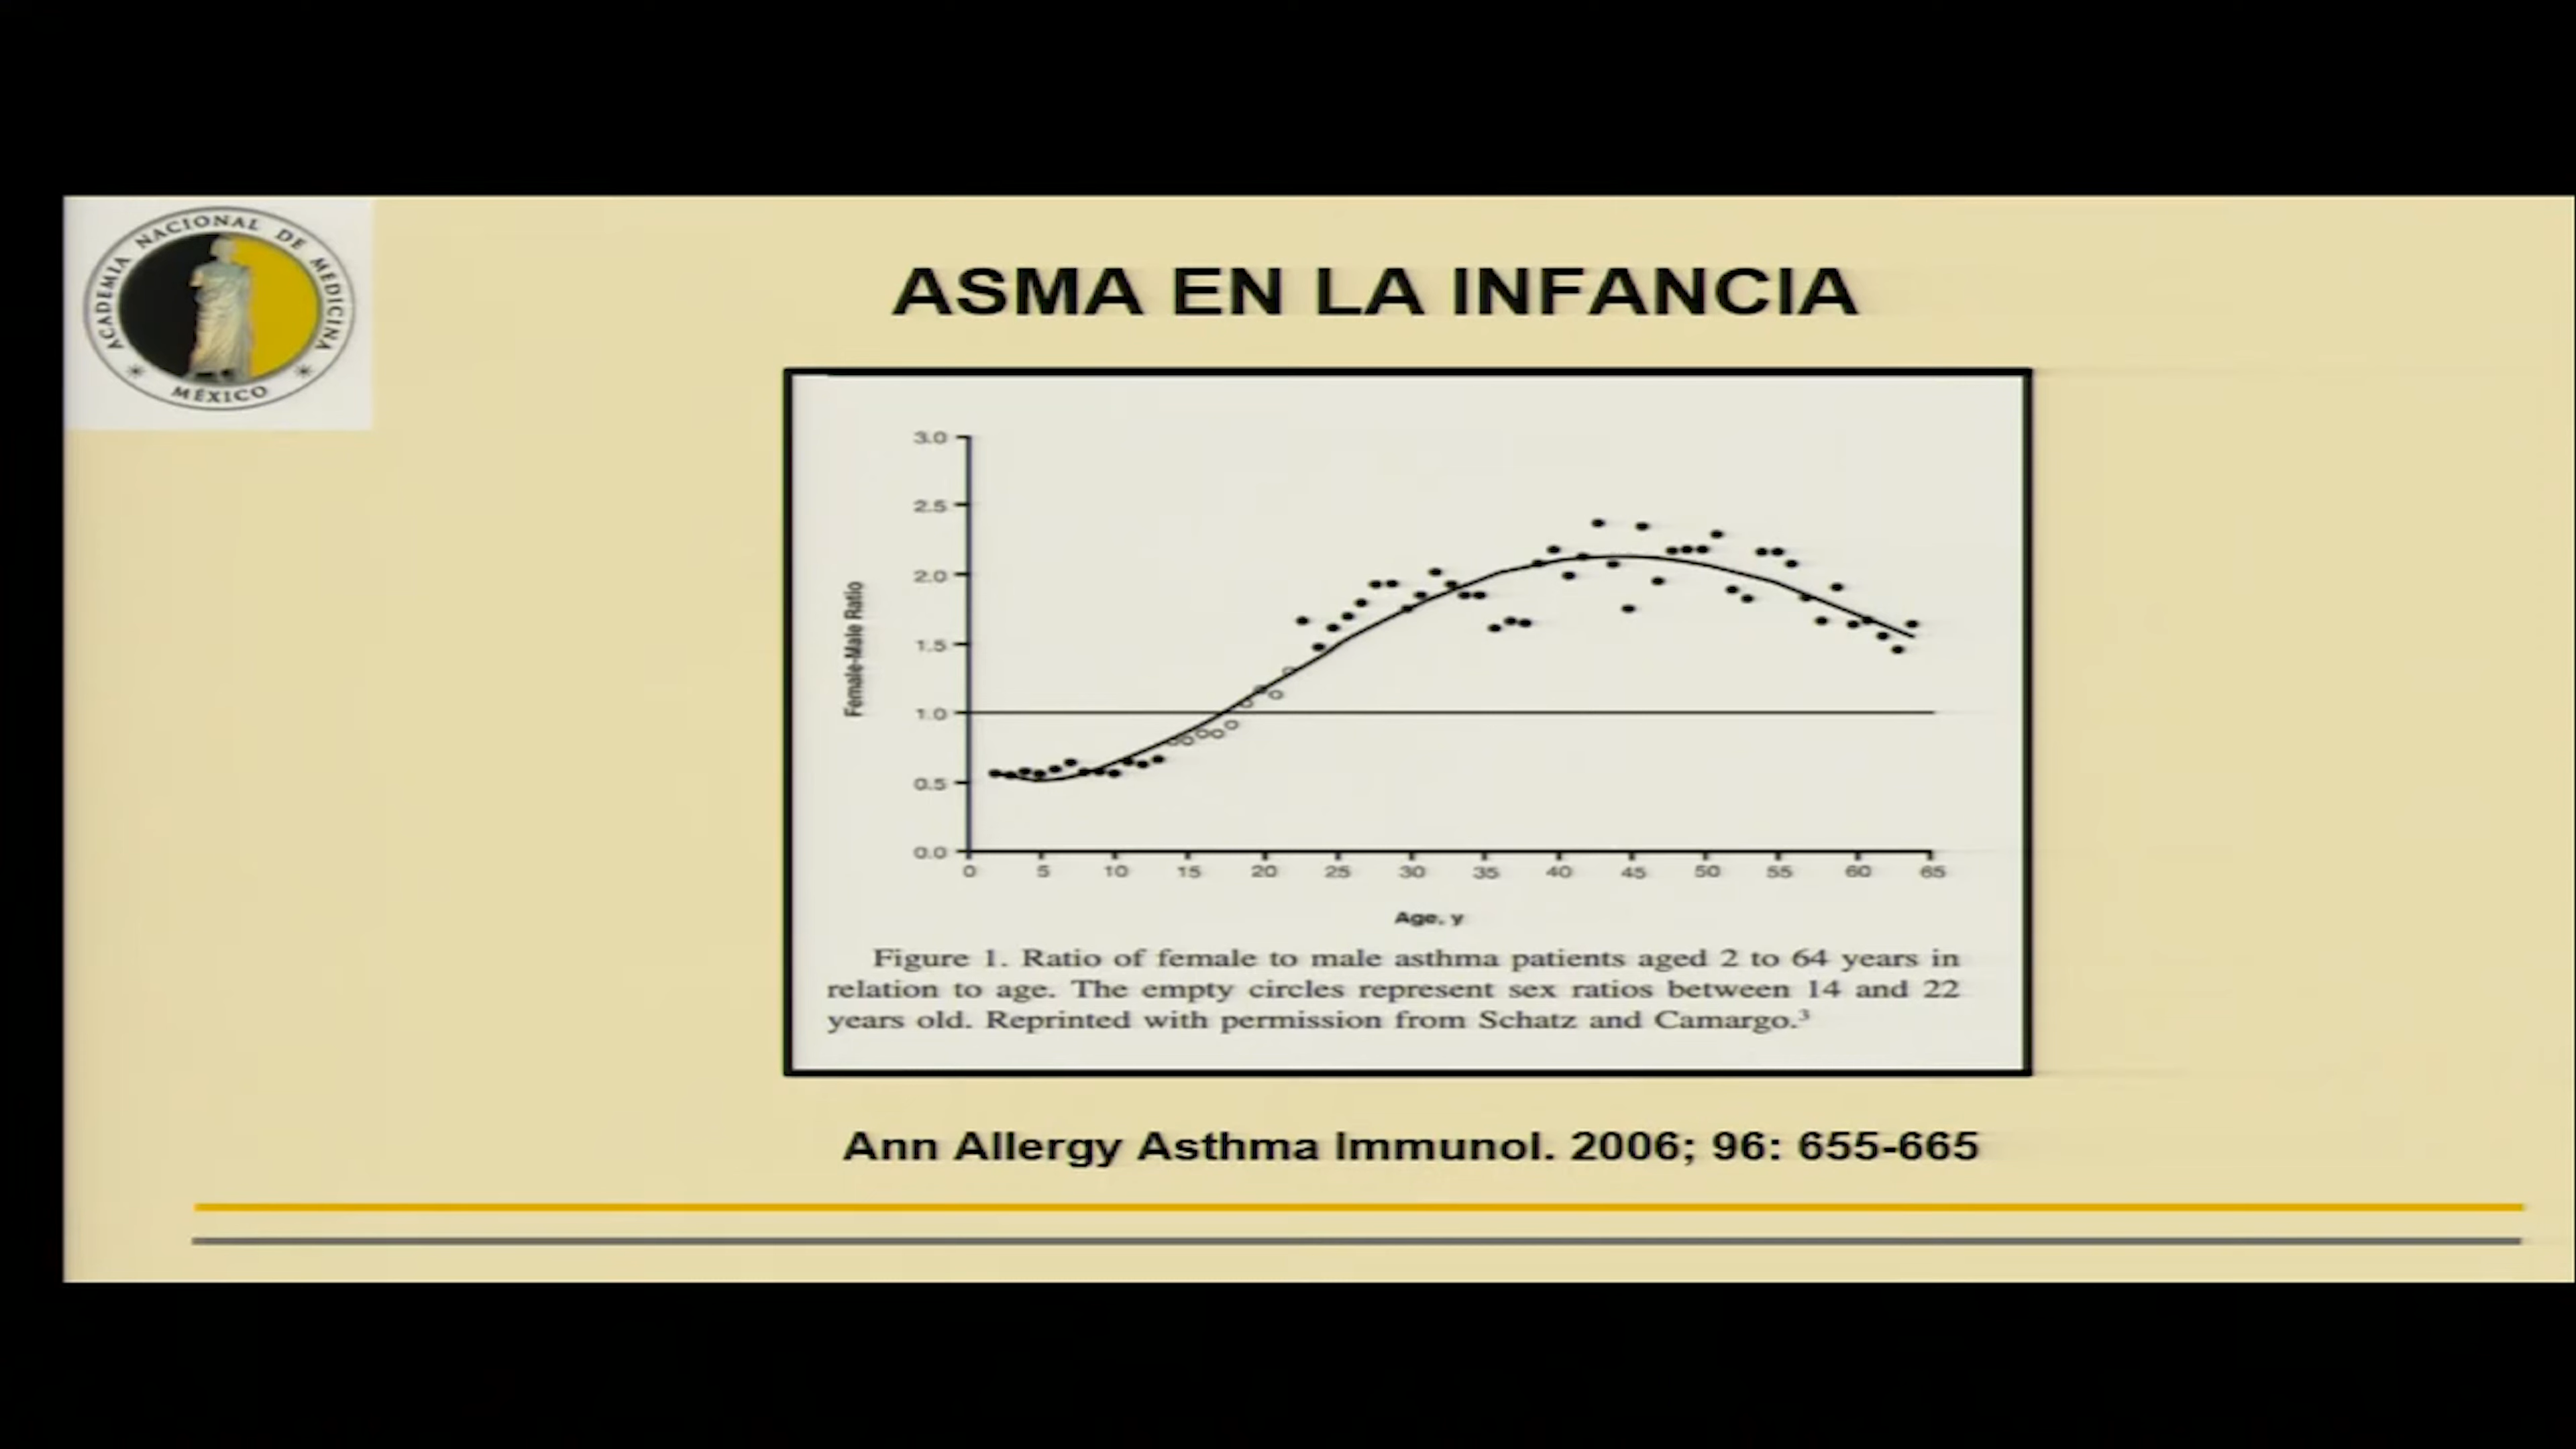 ACADEMIA NACIONAL DE MEDICINA
MÉXICO
ASMA EN LA INFANCIA
3.0
2.5
2.0
1.5
1.0
0.5
0.0
Female-Male Ratio
0 5 10 15 20 25 30 35 40 45 50 55 60 65
Age, y
Figure 1. Ratio of female to male asthma patients aged 2 to 64 years in
relation to age. The empty circles represent sex ratios between 14 and 22
years old. Reprinted with permission from Schatz and Camargo.³
Ann Allergy Asthma Immunol. 2006; 96: 655-665